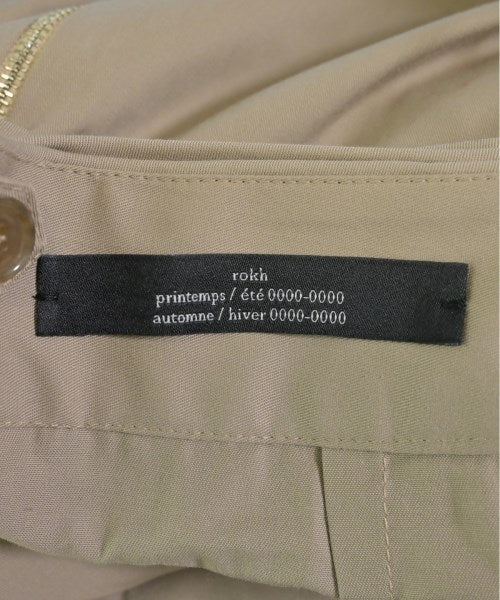 rokh
printemps / été 0000-0000
automne / hiver 0000-0000